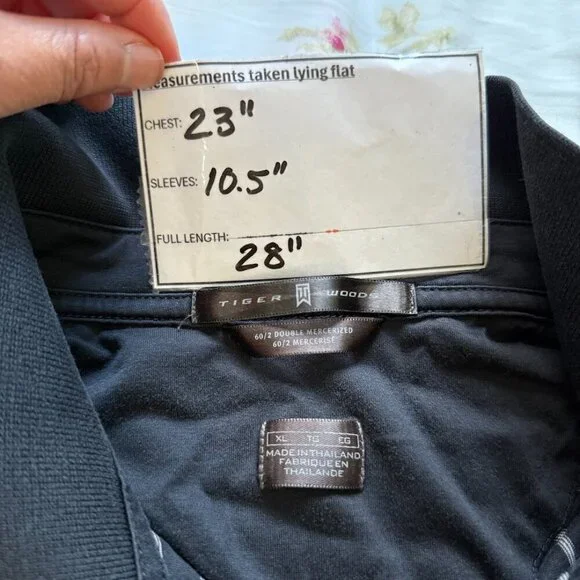 easurements taken lying flat
CHEST: 23"
SLEEVES: 10.5"
FULL LENGTH:
28"
TIGER WOODS
60/2 DOUBLE MERCERIZED
60/2 MERCERISÉ
XL TG EG
MADE IN THAILAND
FABRIQUE EN
THAILANDE